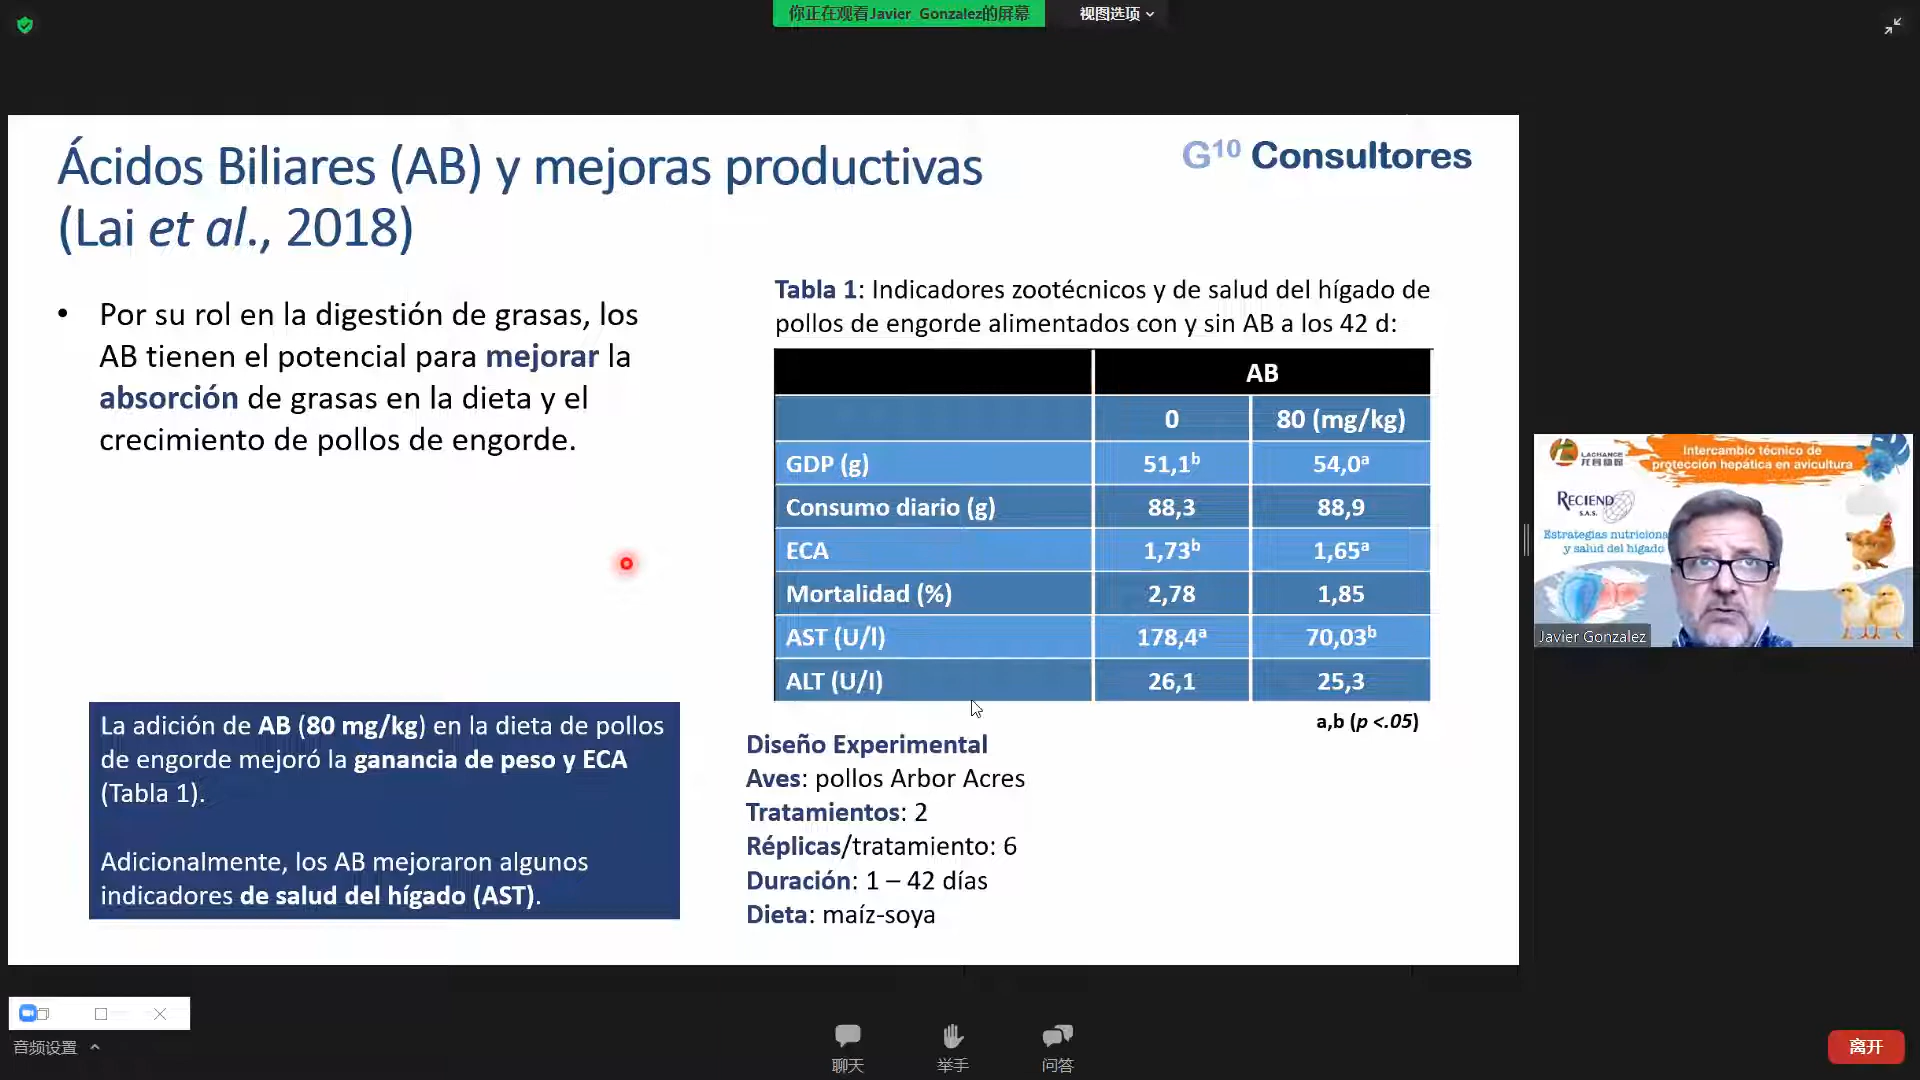 你正在观看Javier Gonzalez的屏幕
视图选项
Ácidos Biliares (AB) y mejoras productivas
(Lai et al., 2018)
G10 Consultores
• Por su rol en la digestión de grasas, los
AB tienen el potencial para mejorar la
absorción de grasas en la dieta y el
crecimiento de pollos de engorde.
La adición de AB (80 mg/kg) en la dieta de pollos
de engorde mejoró la ganancia de peso y ECA
(Tabla 1).
Adicionalmente, los AB mejoraron algunos
indicadores de salud del hígado (AST).
Tabla 1: Indicadores zootécnicos y de salud del hígado de
pollos de engorde alimentados con y sin AB a los 42 d:
AB
0 80 (mg/kg)
GDP (g) 51,1b 54,0a
Consumo diario (g) 88,3 88,9
ECA 1,73b 1,65a
Mortalidad (%) 2,78 1,85
AST (U/l) 178,4a 70,03b
ALT (U/l) 26,1 25,3
a,b (p <.05)
Diseño Experimental
Aves: pollos Arbor Acres
Tratamientos: 2
Réplicas/tratamiento: 6
Duración: 1 – 42 días
Dieta: maíz-soya
LACHANCE
Intercambio técnico de
protección hepática en avicultura
RECIEND
S.A.S.
Estrategias nutriciona
y salud del hígado
Javier Gonzalez
音频设置
聊天
举手
问答
离开